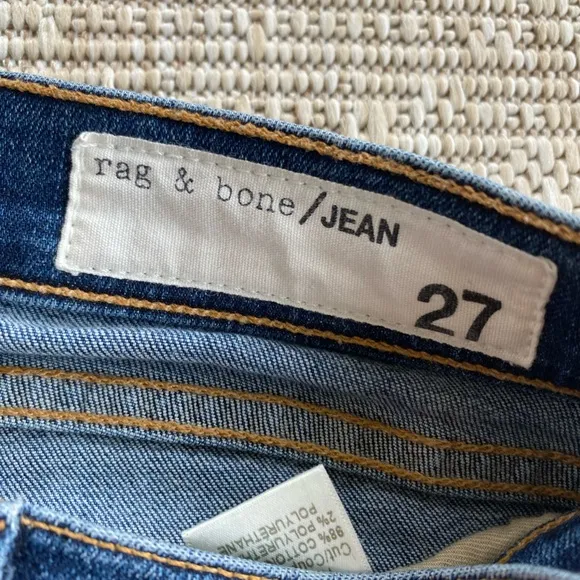 rag & bone/JEAN
27
98% COTTON
2% POLYURETHANE